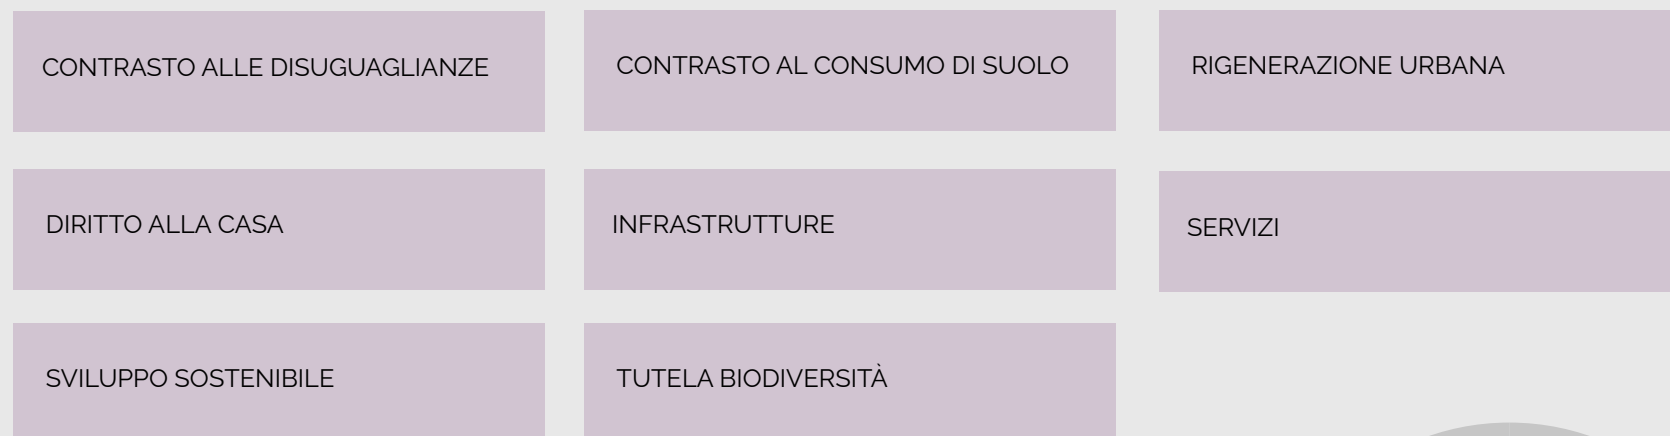 CONTRASTO ALLE DISUGUAGLIANZE
CONTRASTO AL CONSUMO DI SUOLO
RIGENERAZIONE URBANA
DIRITTO ALLA CASA
INFRASTRUTTURE
SERVIZI
SVILUPPO SOSTENIBILE
TUTELA BIODIVERSITÀ